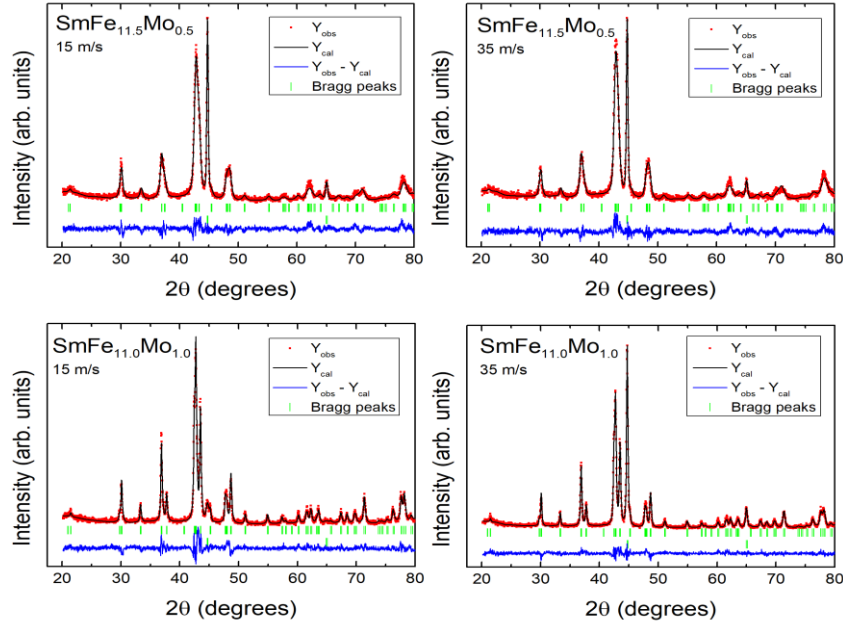 SmFe11.5Mo0.5
15 m/s
Yobs
Ycal
Yobs - Ycal
Bragg peaks
Intensity (arb. units)
20 30 40 50 60 70 80
2θ (degrees)
SmFe11.5Mo0.5
35 m/s
Yobs
Ycal
Yobs - Ycal
Bragg peaks
Intensity (arb. units)
20 30 40 50 60 70 80
2θ (degrees)
SmFe11.0Mo1.0
15 m/s
Yobs
Ycal
Yobs - Ycal
Bragg peaks
Intensity (arb. units)
20 30 40 50 60 70 80
2θ (degrees)
SmFe11.0Mo1.0
35 m/s
Yobs
Ycal
Yobs - Ycal
Bragg peaks
Intensity (arb. units)
20 30 40 50 60 70 80
2θ (degrees)